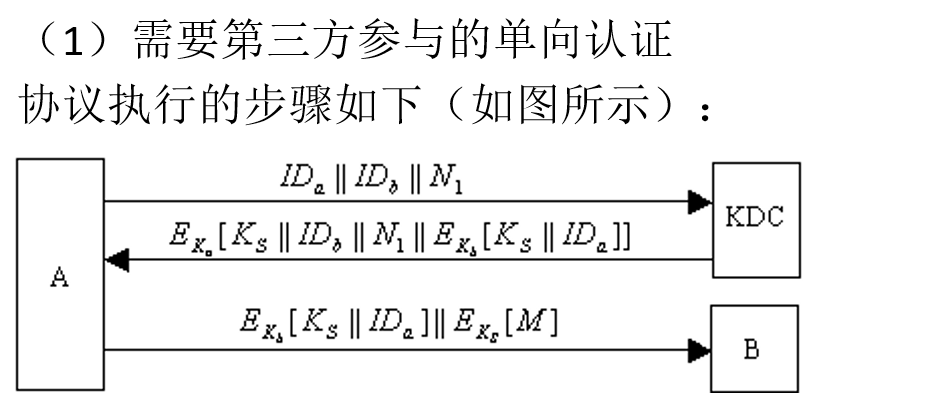 （1）需要第三方参与的单向认证
协议执行的步骤如下（如图所示）：
ID_a || ID_b || N_1
KDC
E_{K_a}[K_S || ID_b || N_1 || E_{K_b}[K_S || ID_a]]
A
E_{K_b}[K_S || ID_a] || E_{K_S}[M]
B